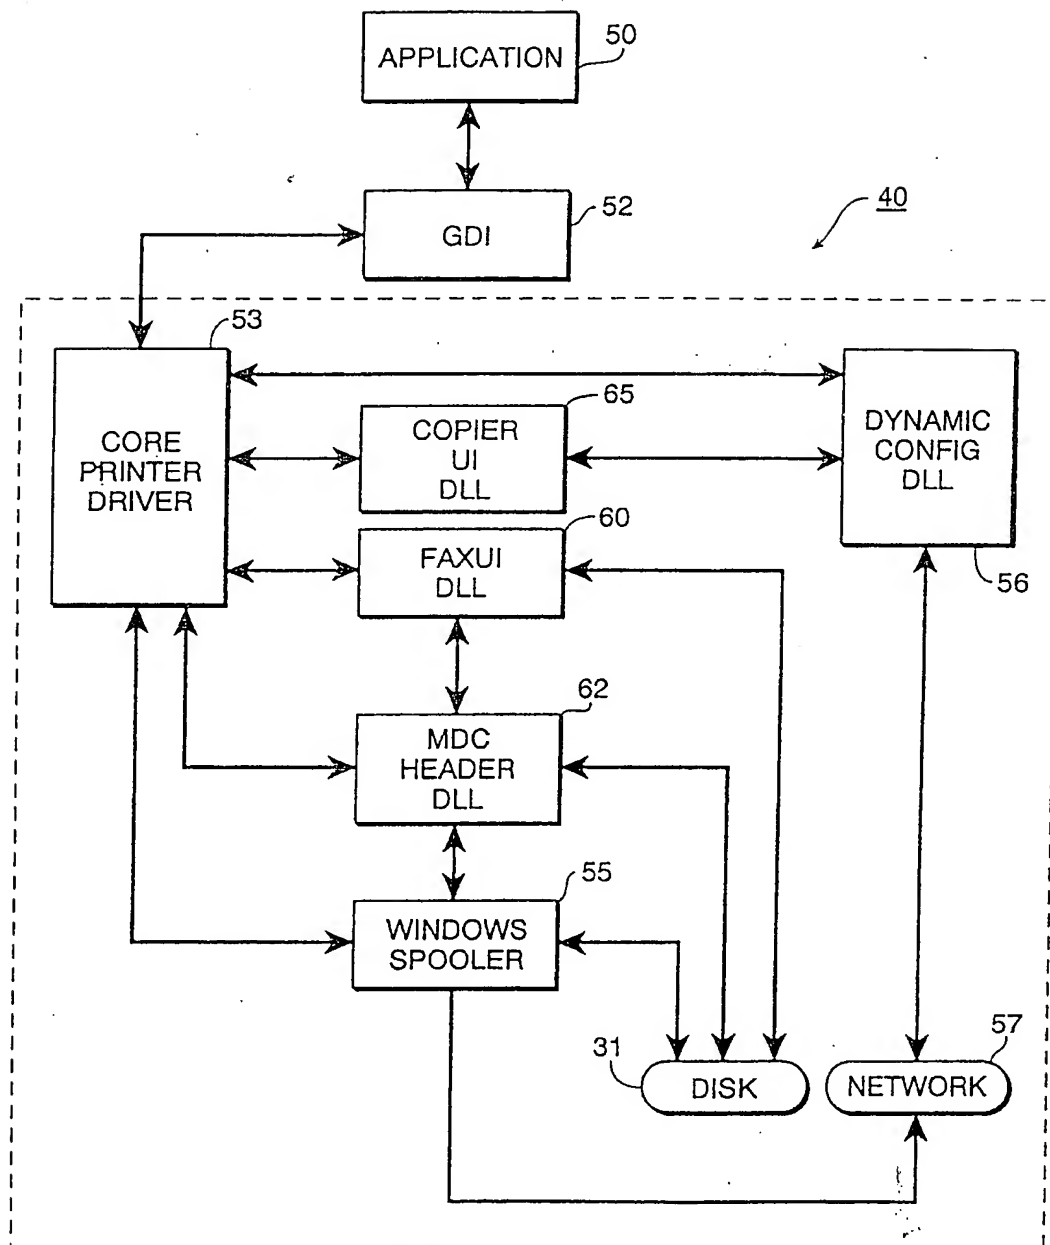 50
APPLICATION
52
GDI
40
53
CORE
PRINTER
DRIVER
65
COPIER
UI
DLL
DYNAMIC
CONFIG
DLL
56
60
FAXUI
DLL
62
MDC
HEADER
DLL
55
WINDOWS
SPOOLER
31
DISK
57
NETWORK